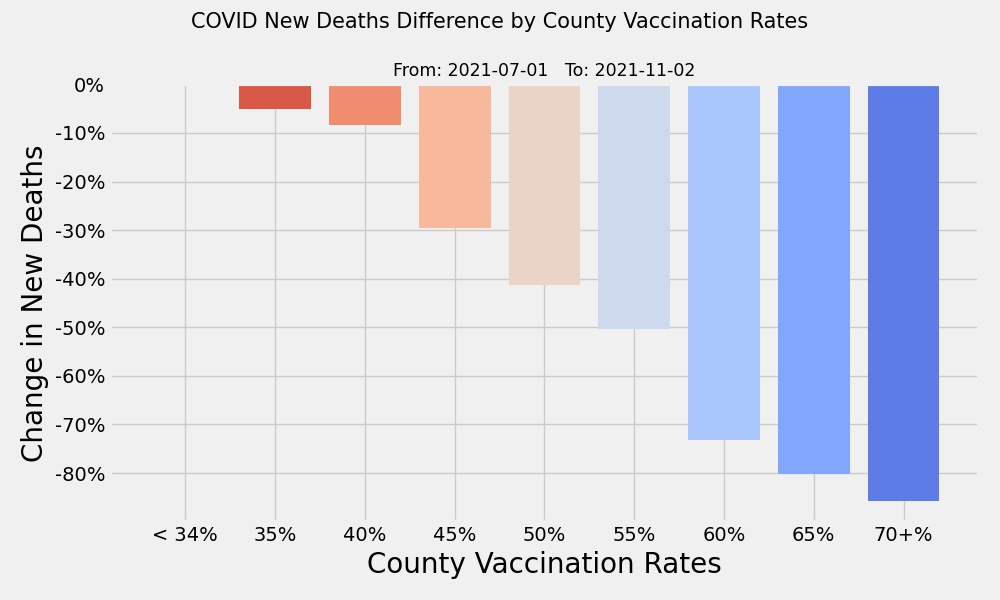 COVID New Deaths Difference by County Vaccination Rates
From: 2021-07-01   To: 2021-11-02
0%
-10%
-20%
-30%
-40%
-50%
-60%
-70%
-80%
Change in New Deaths
< 34% 35% 40% 45% 50% 55% 60% 65% 70+%
County Vaccination Rates